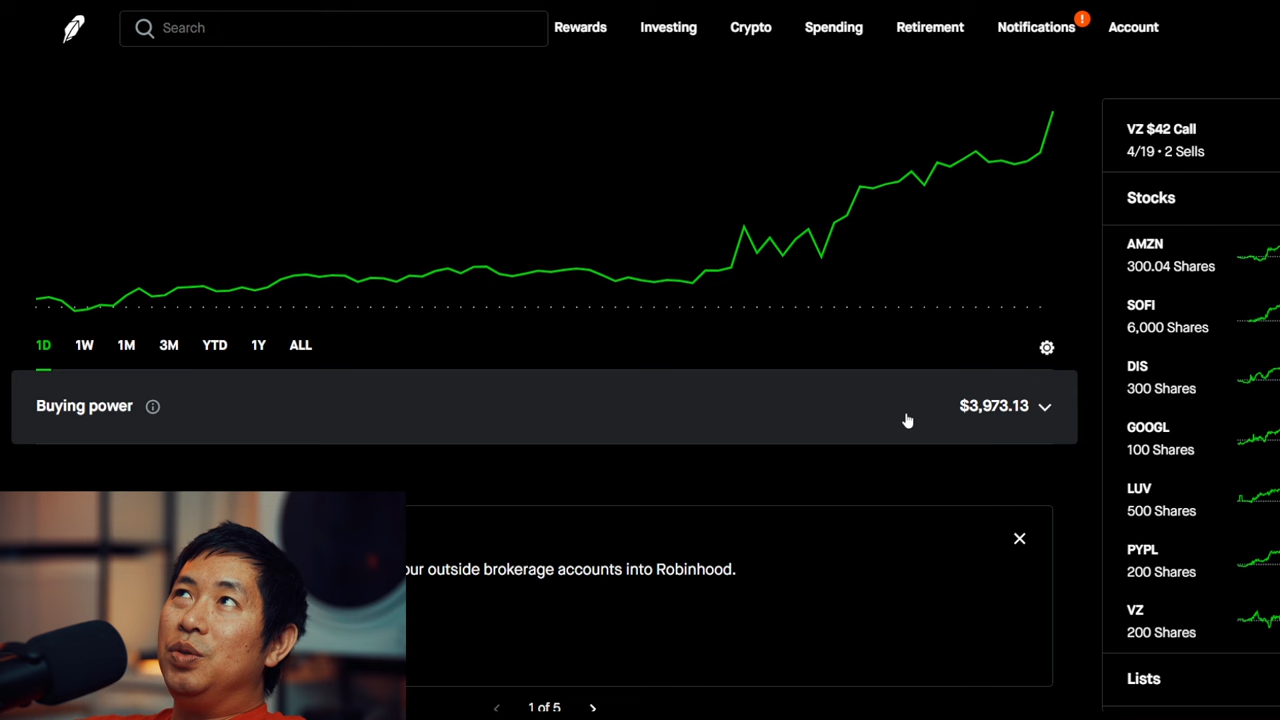 Search
Rewards
Investing
Crypto
Spending
Retirement
Notifications
!
Account
1D
1W
1M
3M
YTD
1Y
ALL
Buying power
$3,973.13
our outside brokerage accounts into Robinhood.
1 of 5
VZ $42 Call
4/19 • 2 Sells
Stocks
AMZN
300.04 Shares
SOFI
6,000 Shares
DIS
300 Shares
GOOGL
100 Shares
LUV
500 Shares
PYPL
200 Shares
VZ
200 Shares
Lists